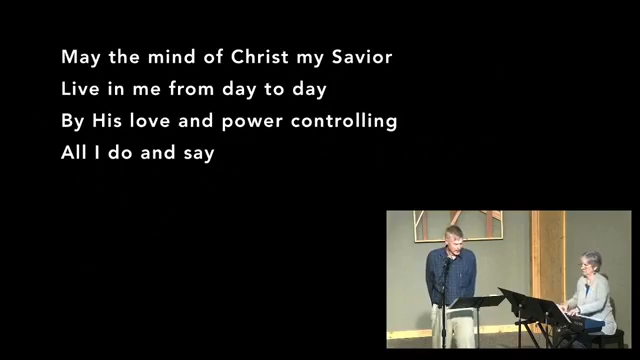 May the mind of Christ my Savior
Live in me from day to day
By His love and power controlling
All I do and say